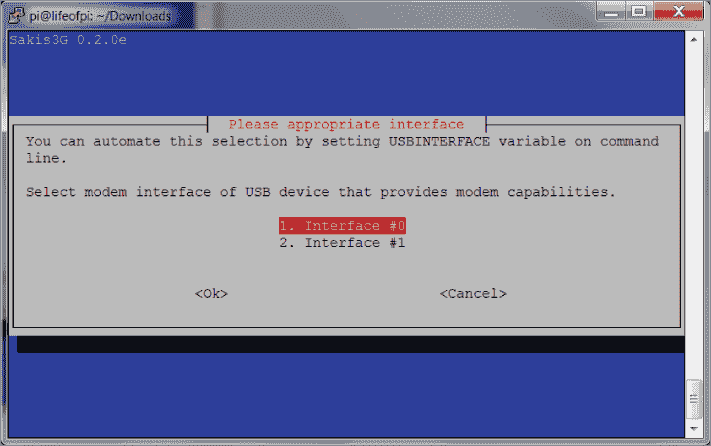 pi@lifeofpi: ~/Downloads
Sakis3G 0.2.0e
Please appropriate interface
You can automate this selection by setting USBINTERFACE variable on command
line.
Select modem interface of USB device that provides modem capabilities.
1. Interface #0
2. Interface #1
<Ok> <Cancel>